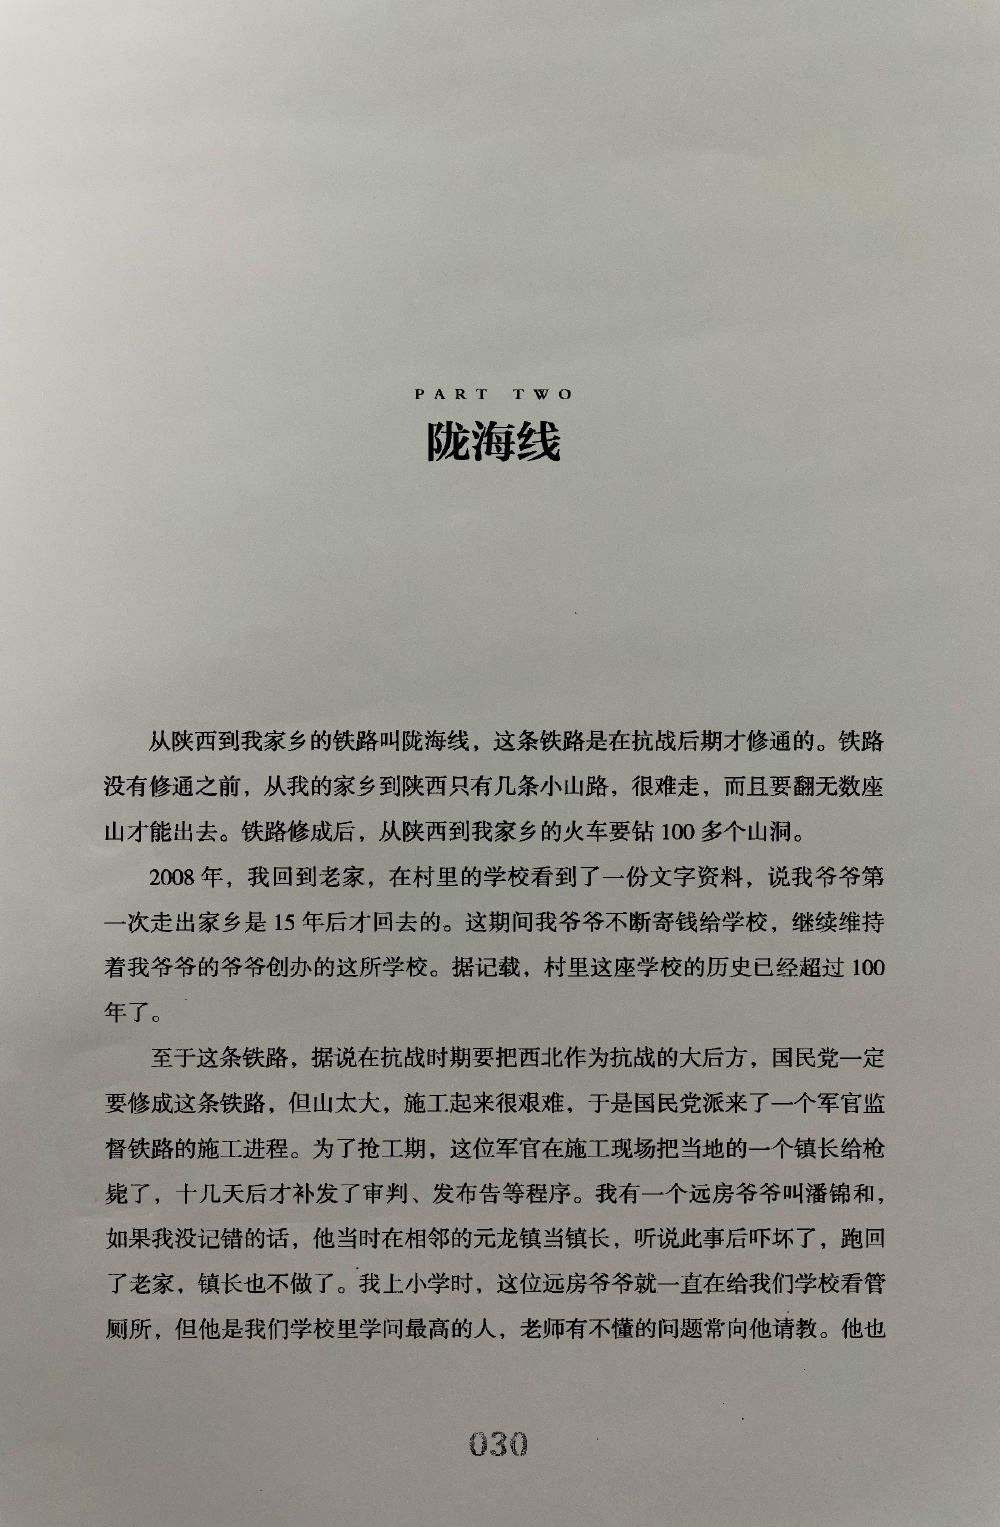 PART TWO
陇海线
从陕西到我家乡的铁路叫陇海线，这条铁路是在抗战后期才修通的。铁路
没有修通之前，从我的家乡到陕西只有几条小山路，很难走，而且要翻无数座
山才能出去。铁路修成后，从陕西到我家乡的火车要钻 100 多个山洞。
2008 年，我回到老家，在村里的学校看到了一份文字资料，说我爷爷第
一次走出家乡是 15 年后才回去的。这期间我爷爷不断寄钱给学校，继续维持
着我爷爷的爷爷创办的这所学校。据记载，村里这座学校的历史已经超过 100
年了。
至于这条铁路，据说在抗战时期要把西北作为抗战的大后方，国民党一定
要修成这条铁路，但山太大，施工起来很艰难，于是国民党派来了一个军官监
督铁路的施工进程。为了抢工期，这位军官在施工现场把当地的一个镇长给枪
毙了，十几天后才补发了审判、发布告等程序。我有一个远房爷爷叫潘锦和，
如果我没记错的话，他当时在相邻的元龙镇当镇长，听说此事后吓坏了，跑回
了老家，镇长也不做了。我上小学时，这位远房爷爷就一直在给我们学校看管
厕所，但他是我们学校里学问最高的人，老师有不懂的问题常向他请教。他也
030